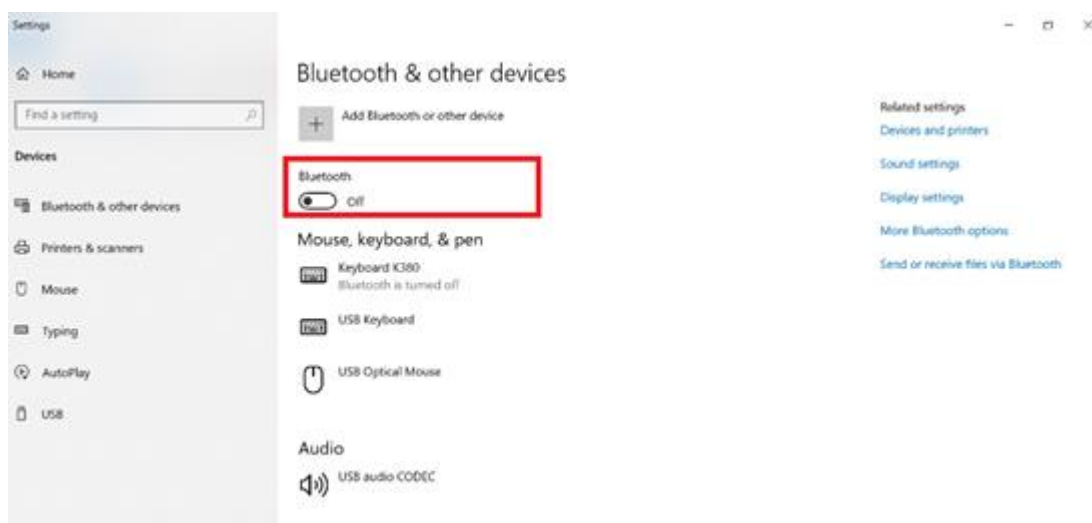 Settings
Home
Find a setting
Devices
Bluetooth & other devices
Printers & scanners
Mouse
Typing
AutoPlay
USB
Bluetooth & other devices
Add Bluetooth or other device
Bluetooth
Off
Mouse, keyboard, & pen
Keyboard K380
Bluetooth is turned off
USB Keyboard
USB Optical Mouse
Audio
USB audio CODEC
Related settings
Devices and printers
Sound settings
Display settings
More Bluetooth options
Send or receive files via Bluetooth